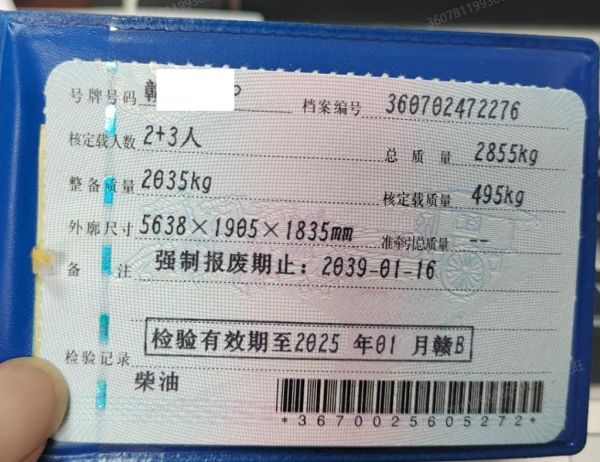 号牌号码 赣 档案编号 360702472276
核定载人数 2+3人 总质量 2855kg
整备质量 2035kg 核定载质量 495kg
外廓尺寸 5638×1905×1835mm 准牵引总质量 --
备注 强制报废期止：2039-01-16
检验记录 检验有效期至2025 年01 月赣B
柴油
*3670025605272*